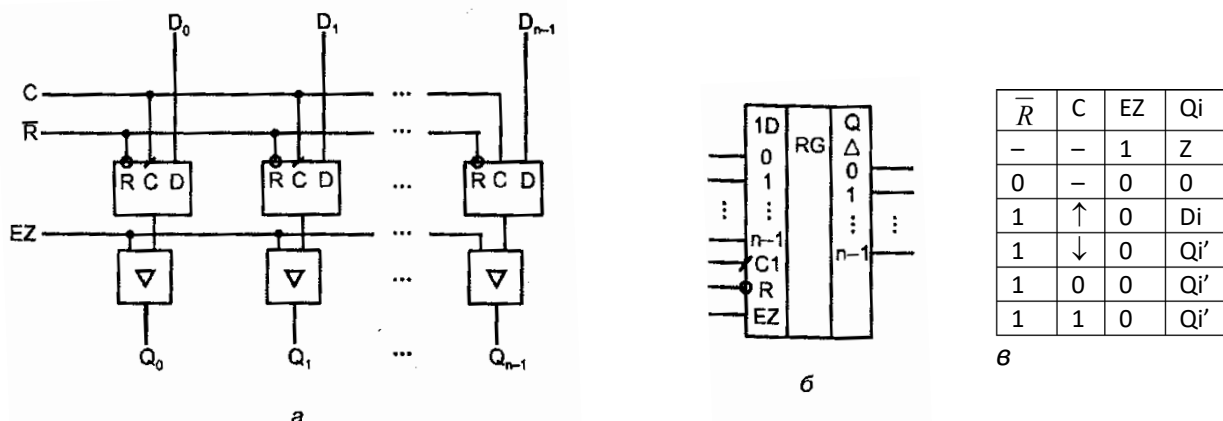 D0 D1 Dn–1
C ...
R̅ ...
R C D R C D R C D
EZ ...
▽ ▽ ... ▽
Q0 Q1 ... Qn–1
а
1D RG Q
△
0 0
1 1
⋮ ... ⋮
n–1 n–1
C1
R
EZ
б
R̅ C EZ Qi
– – 1 Z
0 – 0 0
1 ↑ 0 Di
1 ↓ 0 Qi’
1 0 0 Qi’
1 1 0 Qi’
в